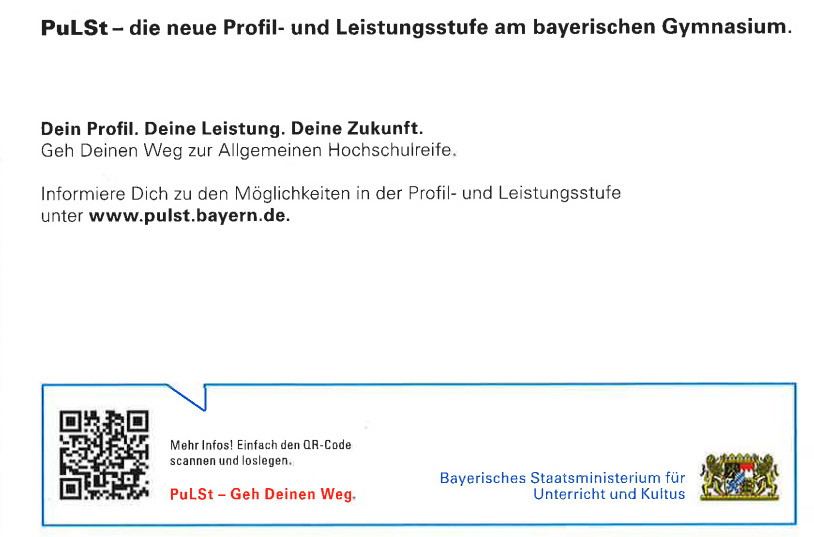 PuLSt – die neue Profil- und Leistungsstufe am bayerischen Gymnasium.
Dein Profil. Deine Leistung. Deine Zukunft.
Geh Deinen Weg zur Allgemeinen Hochschulreife.
Informiere Dich zu den Möglichkeiten in der Profil- und Leistungsstufe
unter www.pulst.bayern.de.
Mehr Infos! Einfach den QR-Code
scannen und loslegen.
PuLSt – Geh Deinen Weg.
Bayerisches Staatsministerium für
Unterricht und Kultus